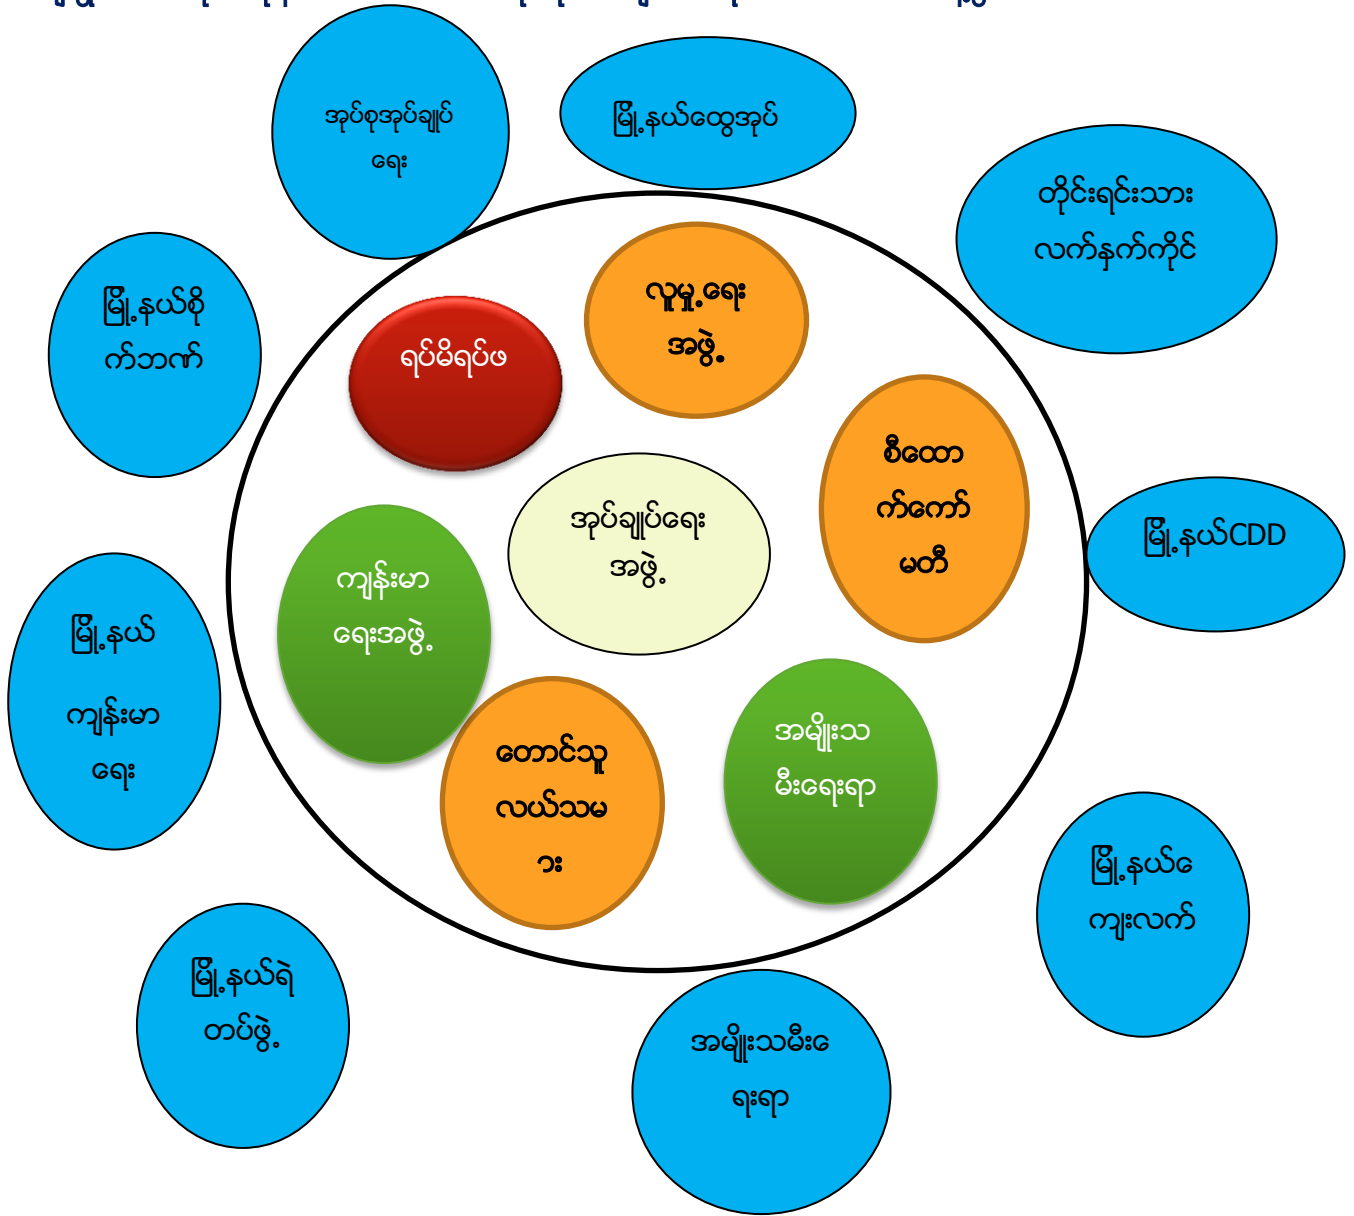 အုပ်စုအုပ်ချုပ်
ရေး
မြို့နယ်ထွေအုပ်
တိုင်းရင်းသား
လက်နက်ကိုင်
မြို့နယ်စို
က်ဘဏ်
လူမှု့ရေး
အဖွဲ့
ရပ်မိရပ်ဖ
စီထော
က်ကော်
မတီ
အုပ်ချုပ်ရေး
အဖွဲ့
မြို့နယ်CDD
ကျန်းမာ
ရေးအဖွဲ့
မြို့နယ်
ကျန်းမာ
ရေး
အမျိုးသ
မီးရေးရာ
တောင်သူ
လယ်သမ
ား
မြို့နယ်ေ
ကျးလက်
မြို့နယ်ရဲ
တပ်ဖွဲ့
အမျိုးသမီးေ
ရးရာ